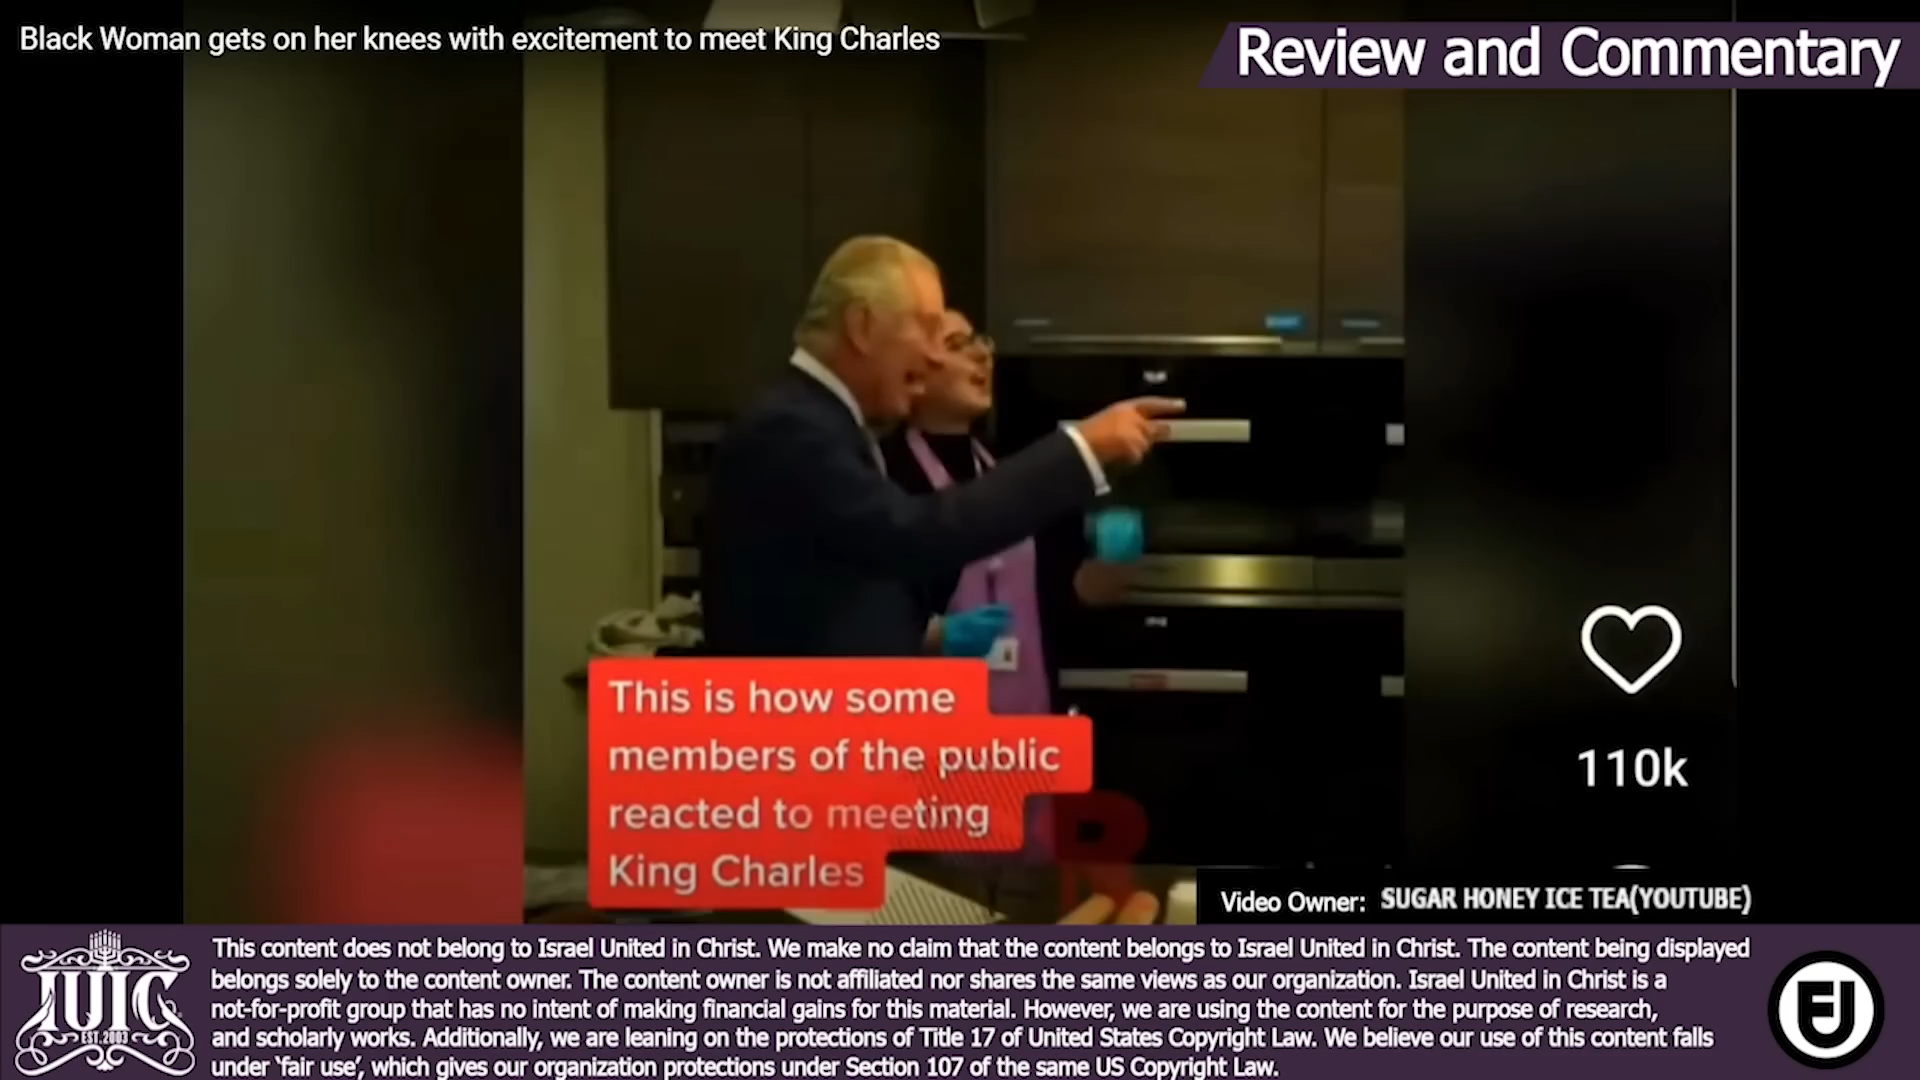 Black Woman gets on her knees with excitement to meet King Charles
Review and Commentary
This is how some
members of the public
reacted to meeting
King Charles
110k
Video Owner: SUGAR HONEY ICE TEA(YOUTUBE)
IUIC
EST.2003
This content does not belong to Israel United in Christ. We make no claim that the content belongs to Israel United in Christ. The content being displayed
belongs solely to the content owner. The content owner is not affiliated nor shares the same views as our organization. Israel United in Christ is a
not-for-profit group that has no intent of making financial gains for this material. However, we are using the content for the purpose of research,
and scholarly works. Additionally, we are leaning on the protections of Title 17 of United States Copyright Law. We believe our use of this content falls
under ‘fair use’, which gives our organization protections under Section 107 of the same US Copyright Law.